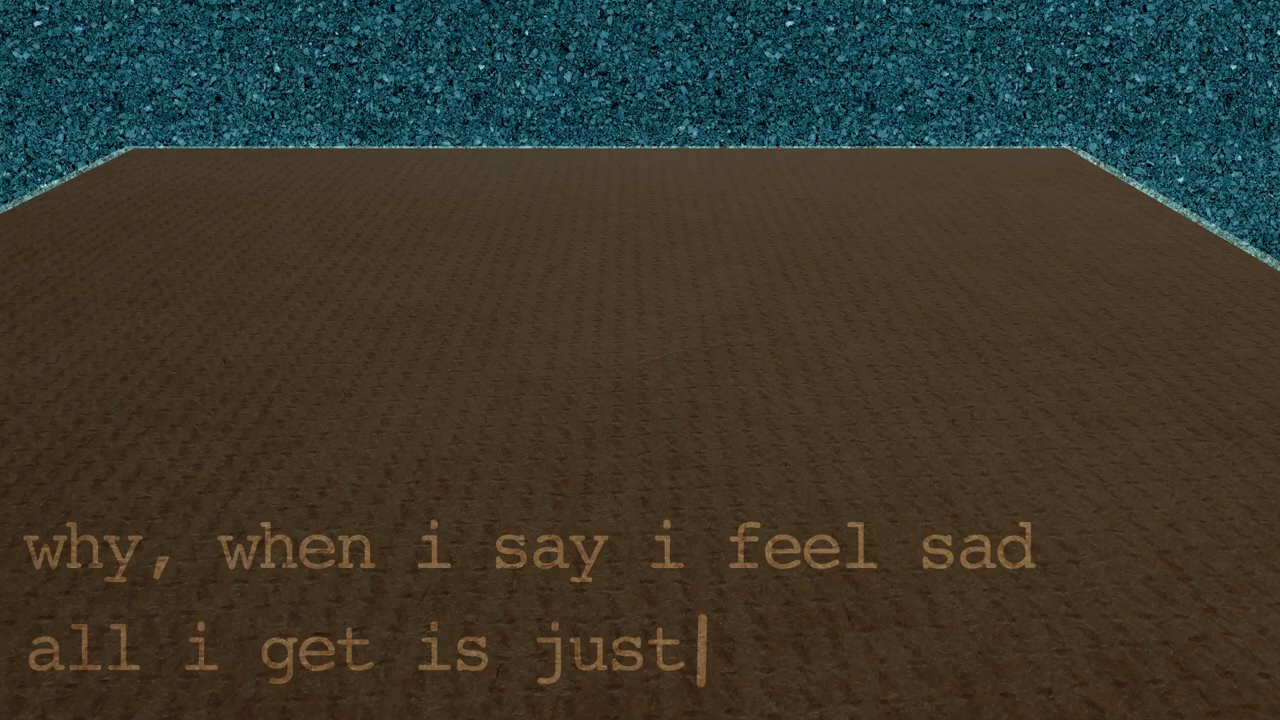 why, when i say i feel sad
all i get is just|